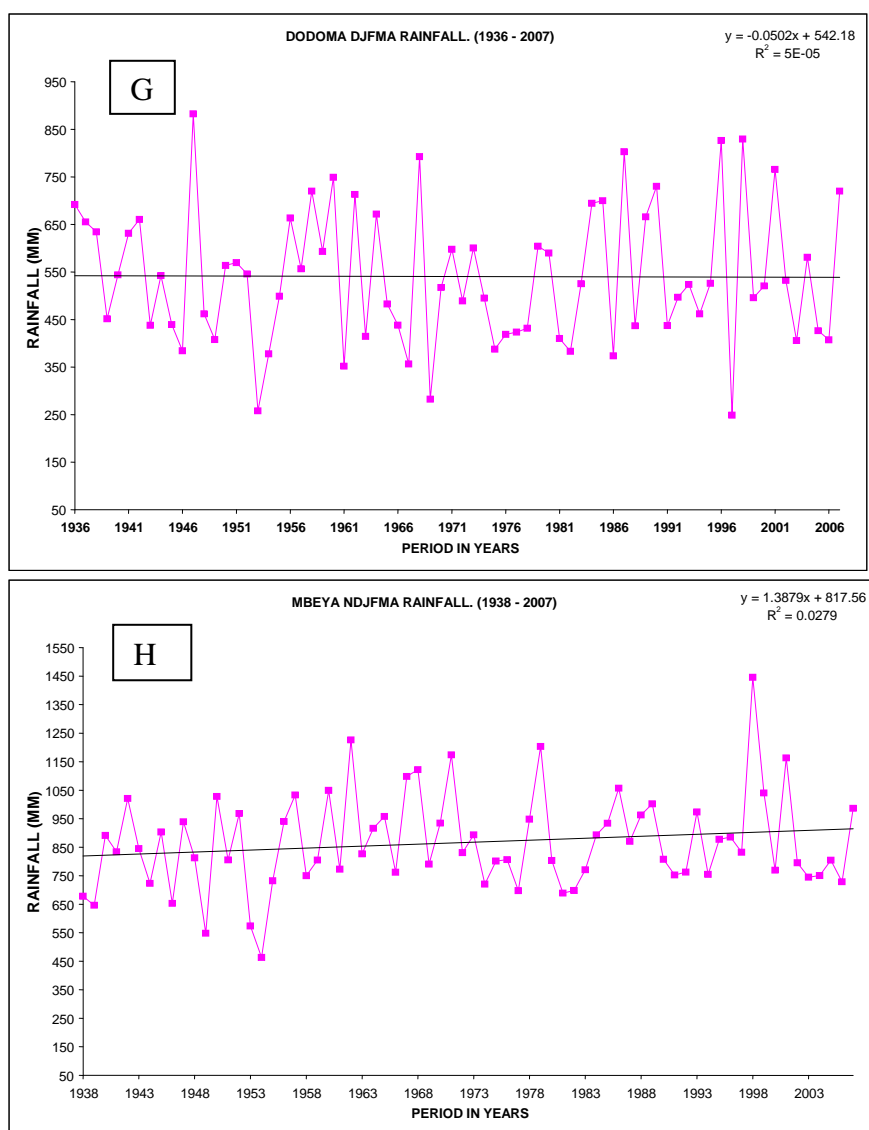 DODOMA DJFMA RAINFALL. (1936 - 2007)
y = -0.0502x + 542.18
R² = 5E-05
G
950
850
750
650
550
450
350
250
150
50
RAINFALL (MM)
1936 1941 1946 1951 1956 1961 1966 1971 1976 1981 1986 1991 1996 2001 2006
PERIOD IN YEARS
MBEYA NDJFMA RAINFALL. (1938 - 2007)
y = 1.3879x + 817.56
R² = 0.0279
H
1550
1450
1350
1250
1150
1050
950
850
750
650
550
450
350
250
150
50
RAINFALL (MM)
1938 1943 1948 1953 1958 1963 1968 1973 1978 1983 1988 1993 1998 2003
PERIOD IN YEARS